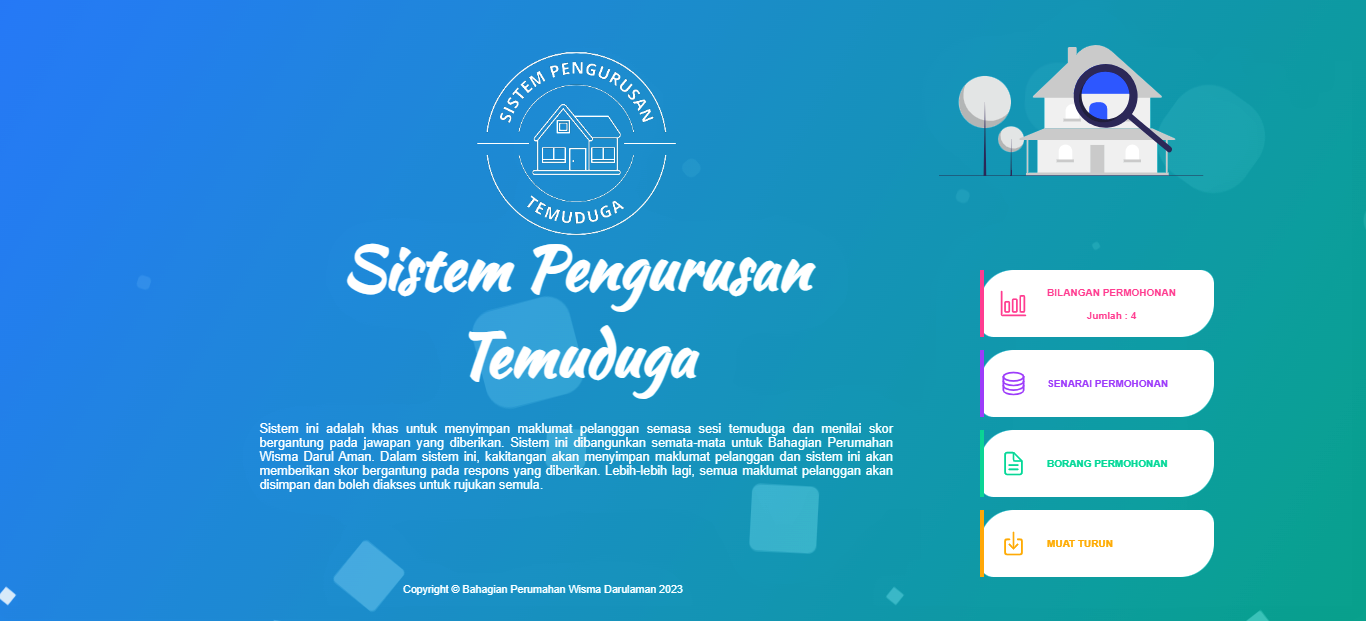 SISTEM PENGURUSAN
TEMUDUGA
Sistem Pengurusan
Temuduga
Sistem ini adalah khas untuk menyimpan maklumat pelanggan semasa sesi temuduga dan menilai skor
bergantung pada jawapan yang diberikan. Sistem ini dibangunkan semata-mata untuk Bahagian Perumahan
Wisma Darul Aman. Dalam sistem ini, kakitangan akan menyimpan maklumat pelanggan dan sistem ini akan
memberikan skor bergantung pada respons yang diberikan. Lebih-lebih lagi, semua maklumat pelanggan akan
disimpan dan boleh diakses untuk rujukan semula.
Copyright © Bahagian Perumahan Wisma Darulaman 2023
BILANGAN PERMOHONAN
Jumlah : 4
SENARAI PERMOHONAN
BORANG PERMOHONAN
MUAT TURUN